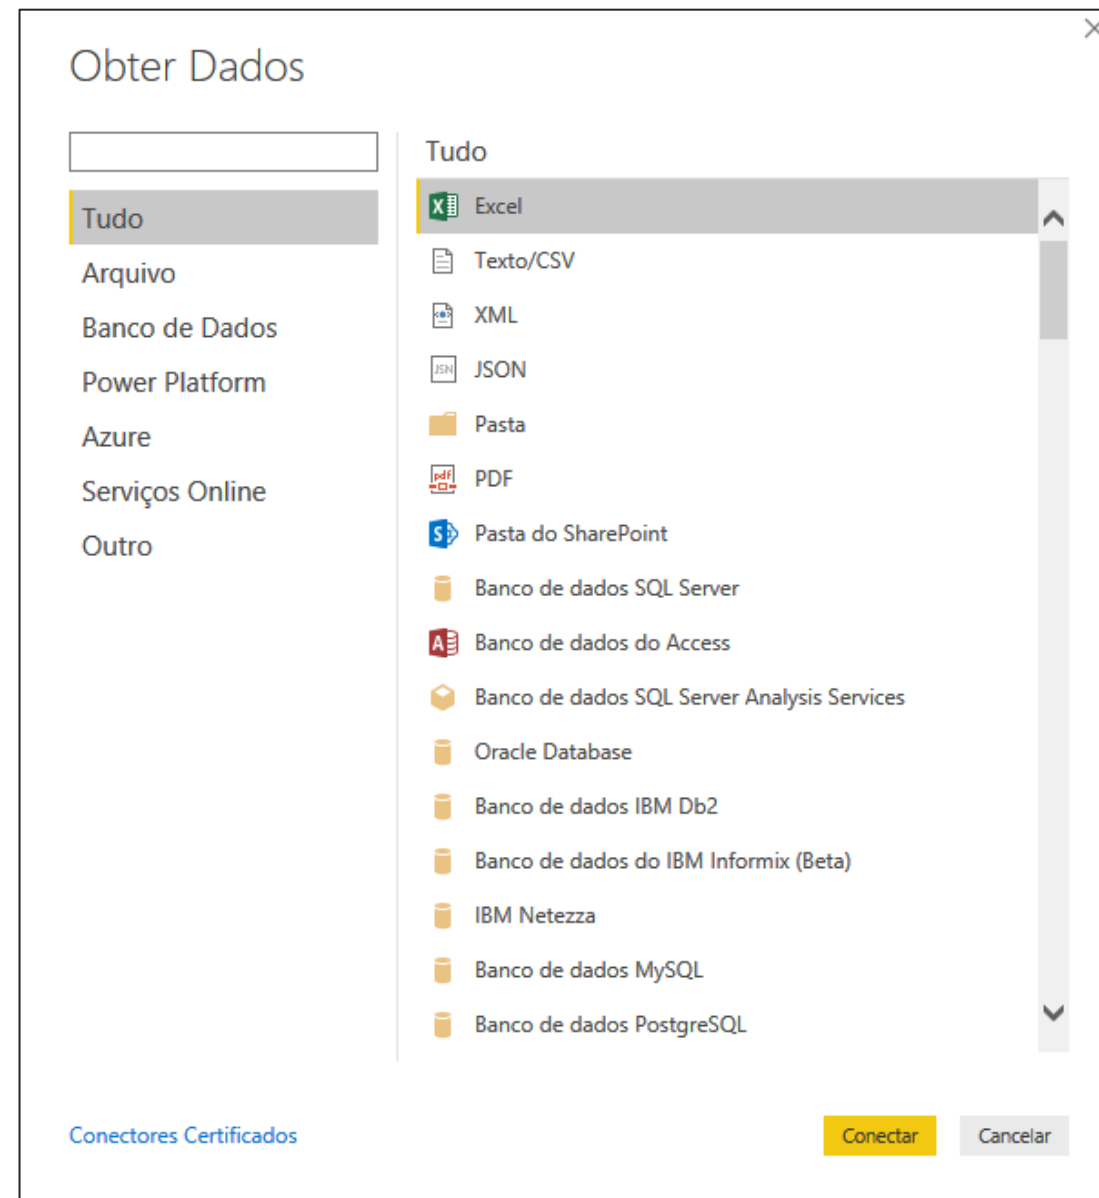 Obter Dados
Tudo
Arquivo
Banco de Dados
Power Platform
Azure
Serviços Online
Outro
Tudo
Excel
Texto/CSV
XML
JSON
Pasta
PDF
Pasta do SharePoint
Banco de dados SQL Server
Banco de dados do Access
Banco de dados SQL Server Analysis Services
Oracle Database
Banco de dados IBM Db2
Banco de dados do IBM Informix (Beta)
IBM Netezza
Banco de dados MySQL
Banco de dados PostgreSQL
Conectores Certificados
Conectar
Cancelar